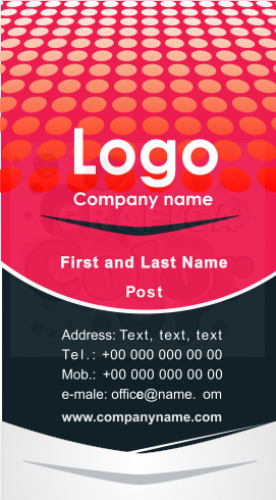 Logo
Company name
First and Last Name
Post
Address: Text, text, text
Tel.: +00 000 000 00 00
Mob.: +00 000 000 00 00
e-male: office@name. om
www.companyname.com